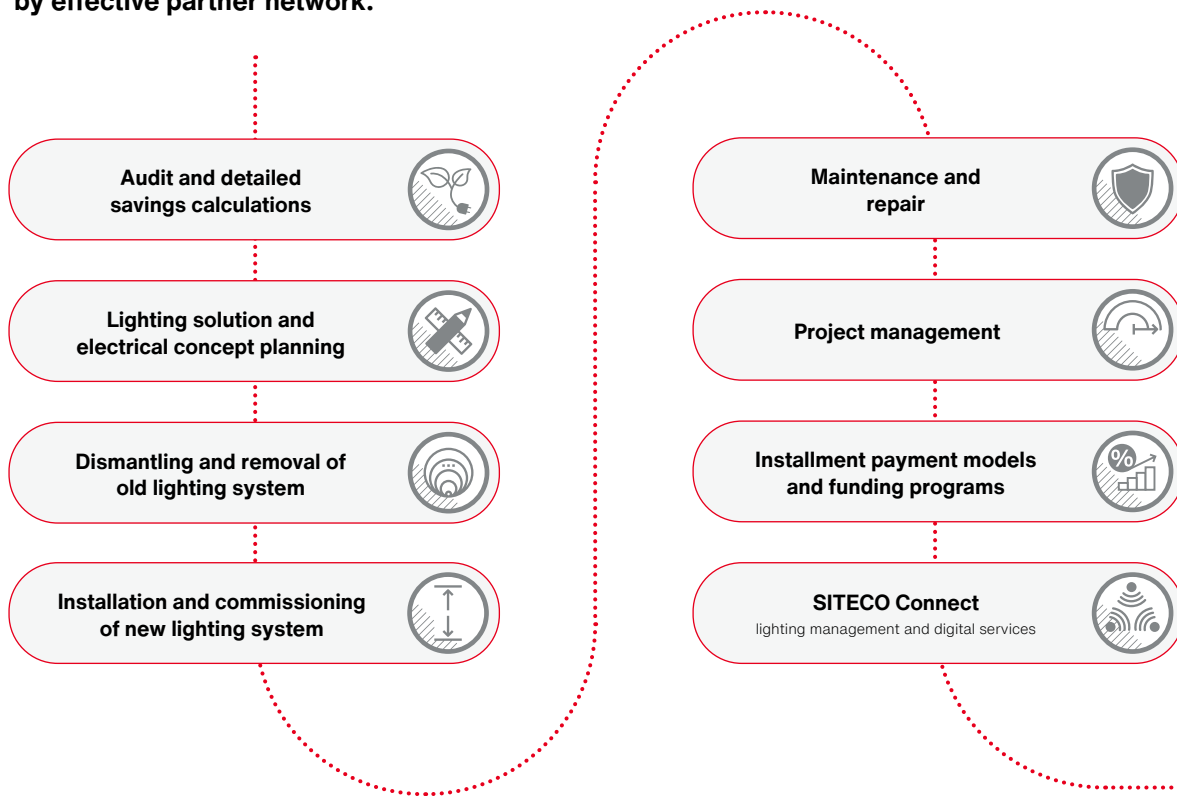 by effective partner network.
Audit and detailed
savings calculations
Lighting solution and
electrical concept planning
Dismantling and removal of
old lighting system
Installation and commissioning
of new lighting system
Maintenance and
repair
Project management
Installment payment models
and funding programs
%
SITECO Connect
lighting management and digital services